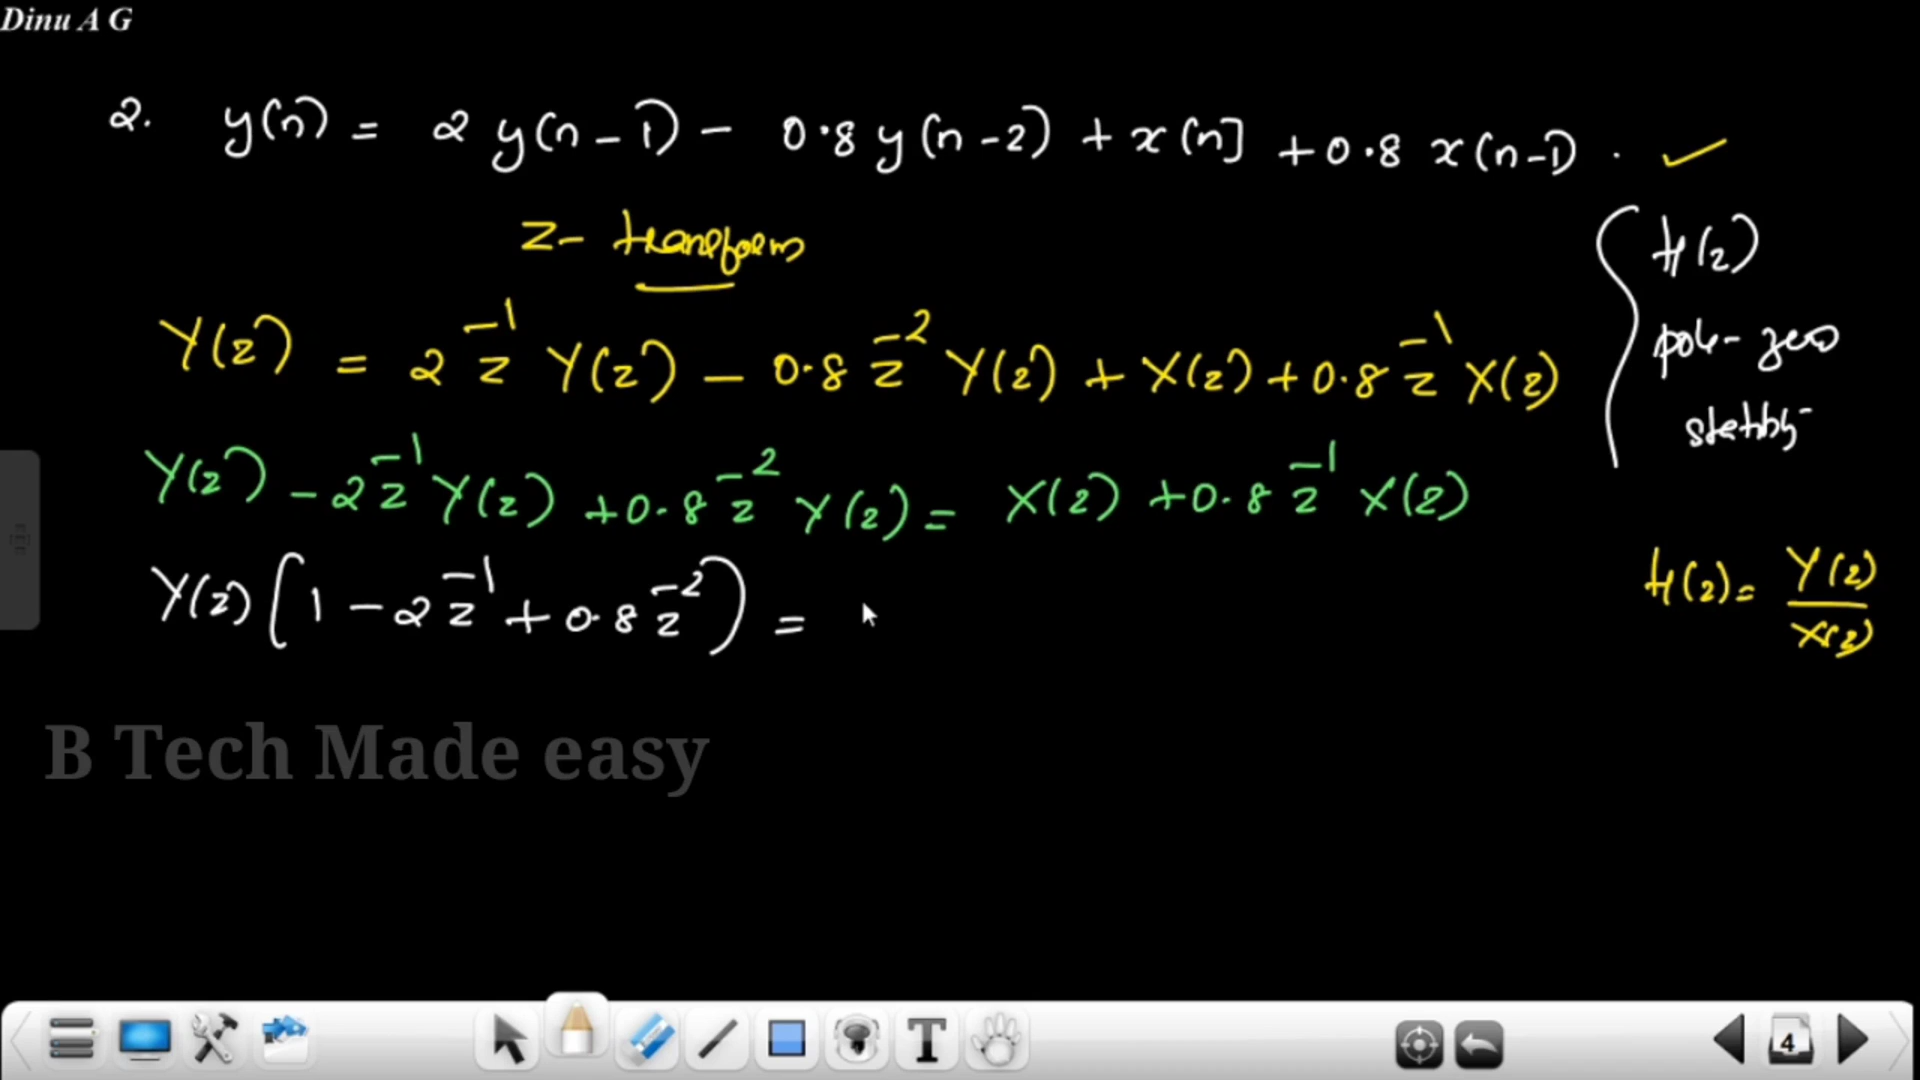 Dinu A G
2. y(n) = 2 y(n-1) - 0.8 y(n-2) + x(n] + 0.8 x(n-1) .
z- transform
H(z)
Y(z) = 2 z^-1 Y(z) - 0.8 z^-2 Y(z) + X(z) + 0.8 z^-1 X(z)
pole-zero
Y(z) - 2 z^-1 Y(z) + 0.8 z^-2 Y(z) = X(z) + 0.8 z^-1 X(z)
Y(z) (1 - 2 z^-1 + 0.8 z^-2) =
H(z) = Y(z) / X(z)
B Tech Made easy
T
4